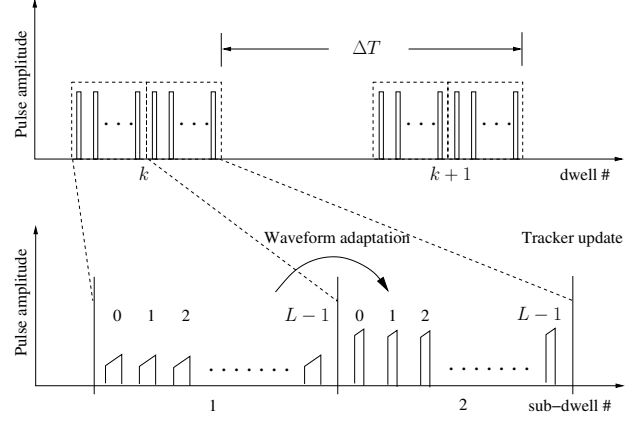 Pulse amplitude
ΔT
. . .
. . .
. . .
. . .
k
k + 1
dwell #
Pulse amplitude
Waveform adaptation
Tracker update
0 1 2 L − 1 0 1 2 L − 1
. . . . . . . .
. . . . . . . .
1 2 sub−dwell #